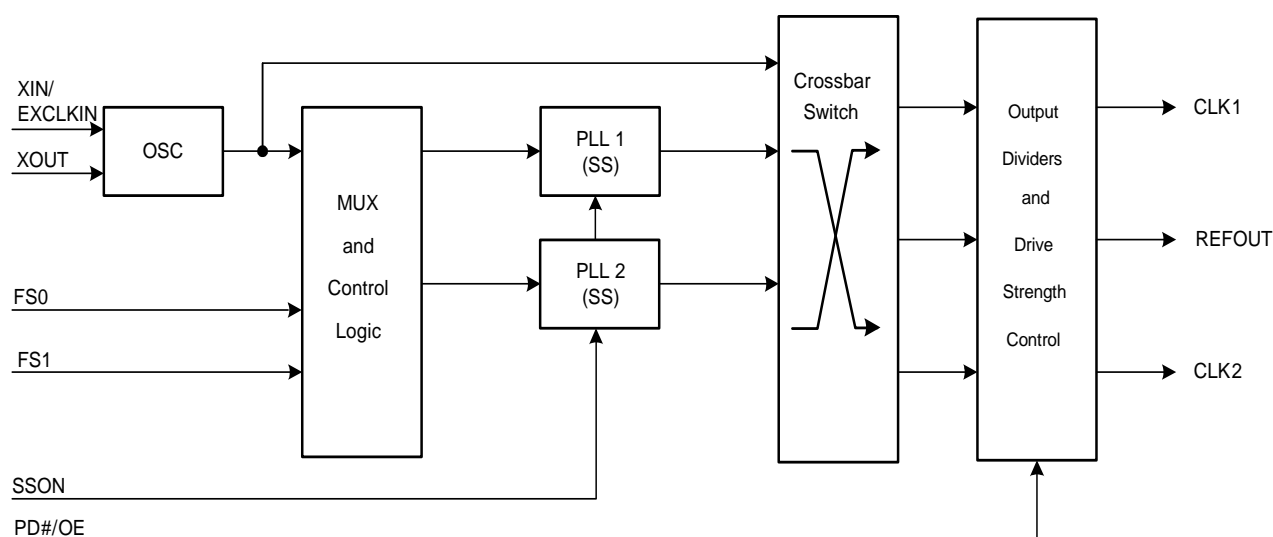 XIN/
EXCLKIN
XOUT
OSC
FS0
FS1
SSON
PD#/OE
MUX
and
Control
Logic
PLL 1
(SS)
PLL 2
(SS)
Crossbar
Switch
Output
Dividers
and
Drive
Strength
Control
CLK1
REFOUT
CLK2